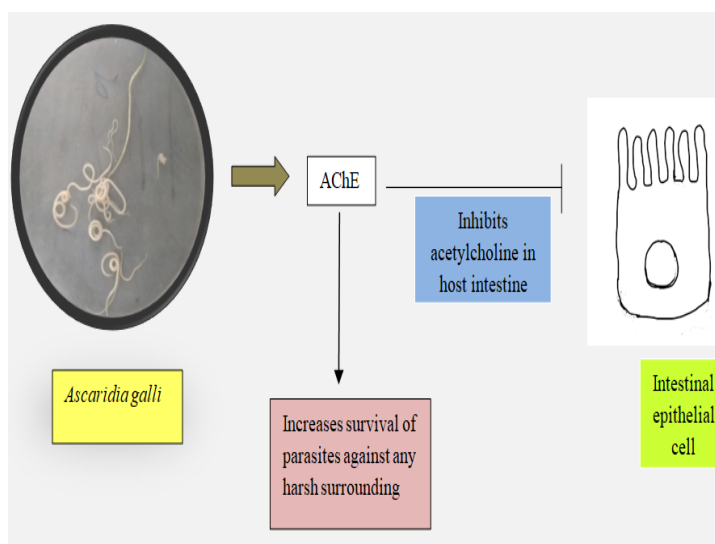 AChE
Inhibits
acetylcholine in
host intestine
Ascaridia galli
Increases survival of
parasites against any
harsh surrounding
Intestinal
epithelial
cell